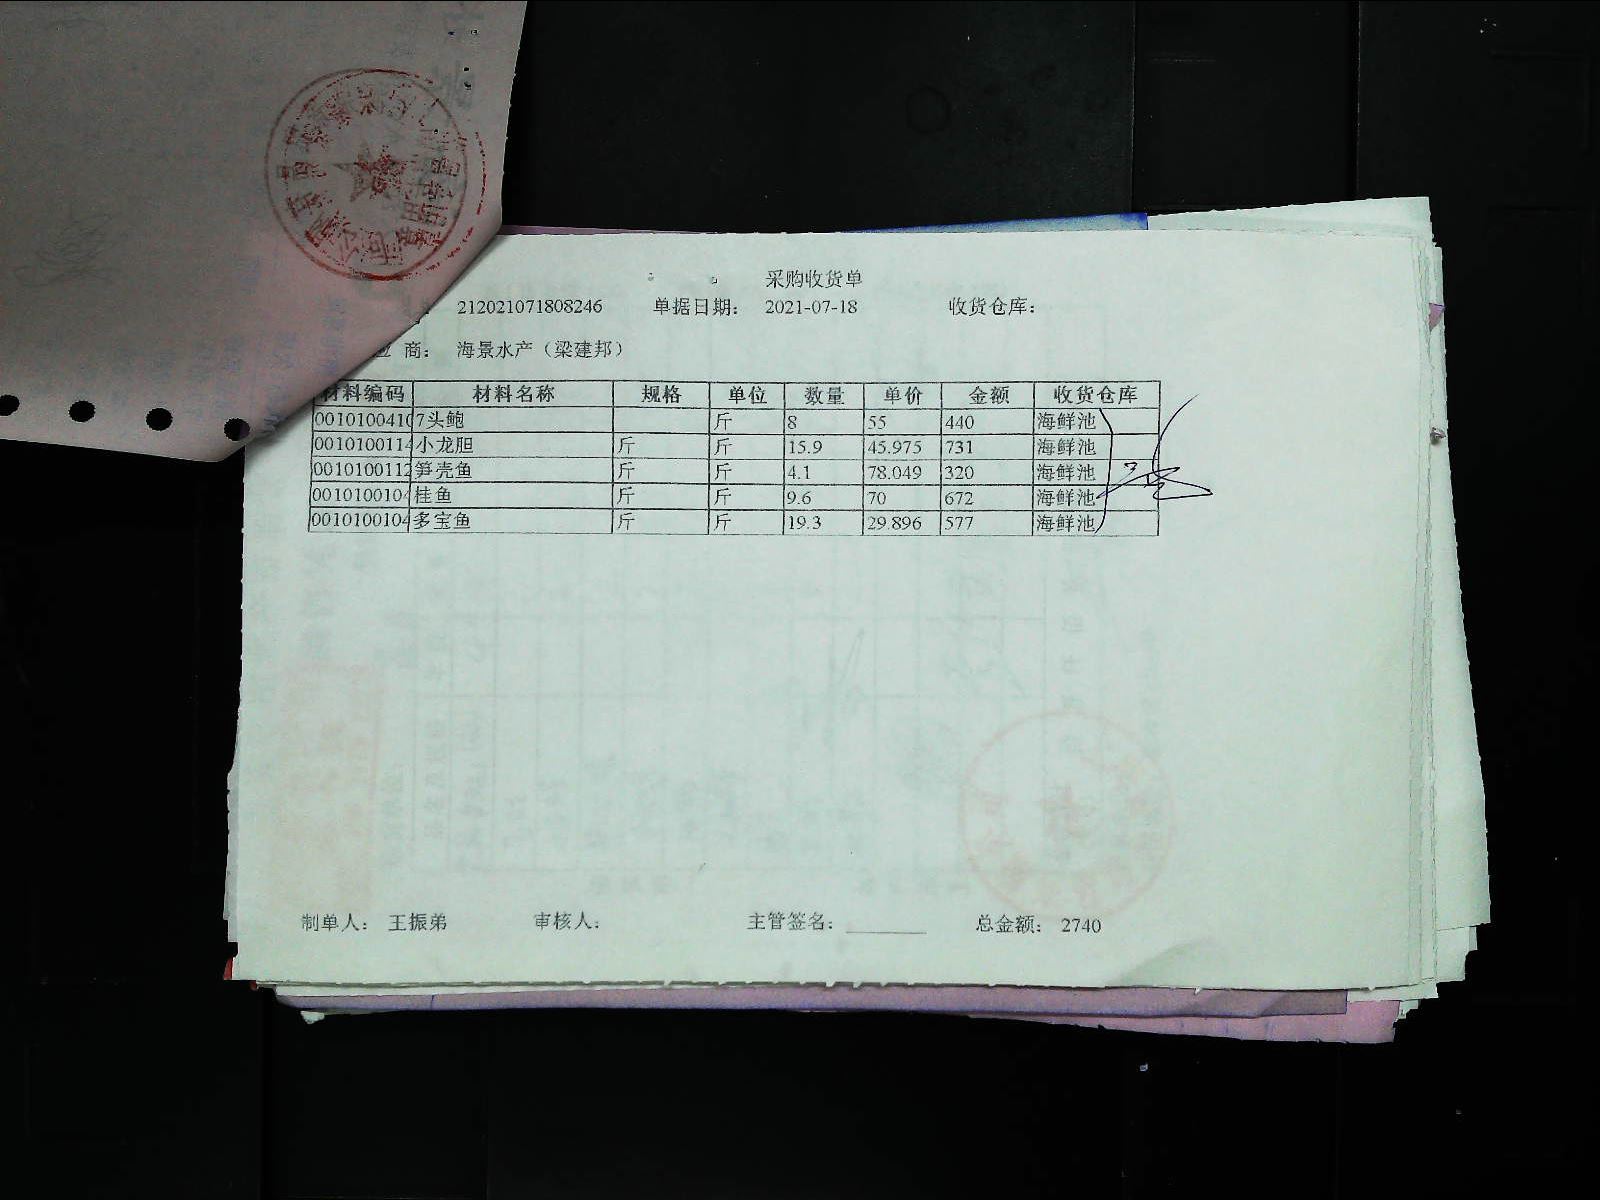 采购收货单
212021071808246 单据日期: 2021-07-18 收货仓库:
应 商: 海景水产（梁建邦）
材料编码 材料名称 规格 单位 数量 单价 金额 收货仓库
0010100410 7头鲍 斤 8 55 440 海鲜池
0010100114 小龙胆 斤 斤 15.9 45.975 731 海鲜池
0010100112 笋壳鱼 斤 斤 4.1 78.049 320 海鲜池
0010100104 桂鱼 斤 斤 9.6 70 672 海鲜池
0010100104 多宝鱼 斤 斤 19.3 29.896 577 海鲜池
制单人: 王振弟 审核人: 主管签名: 总金额: 2740